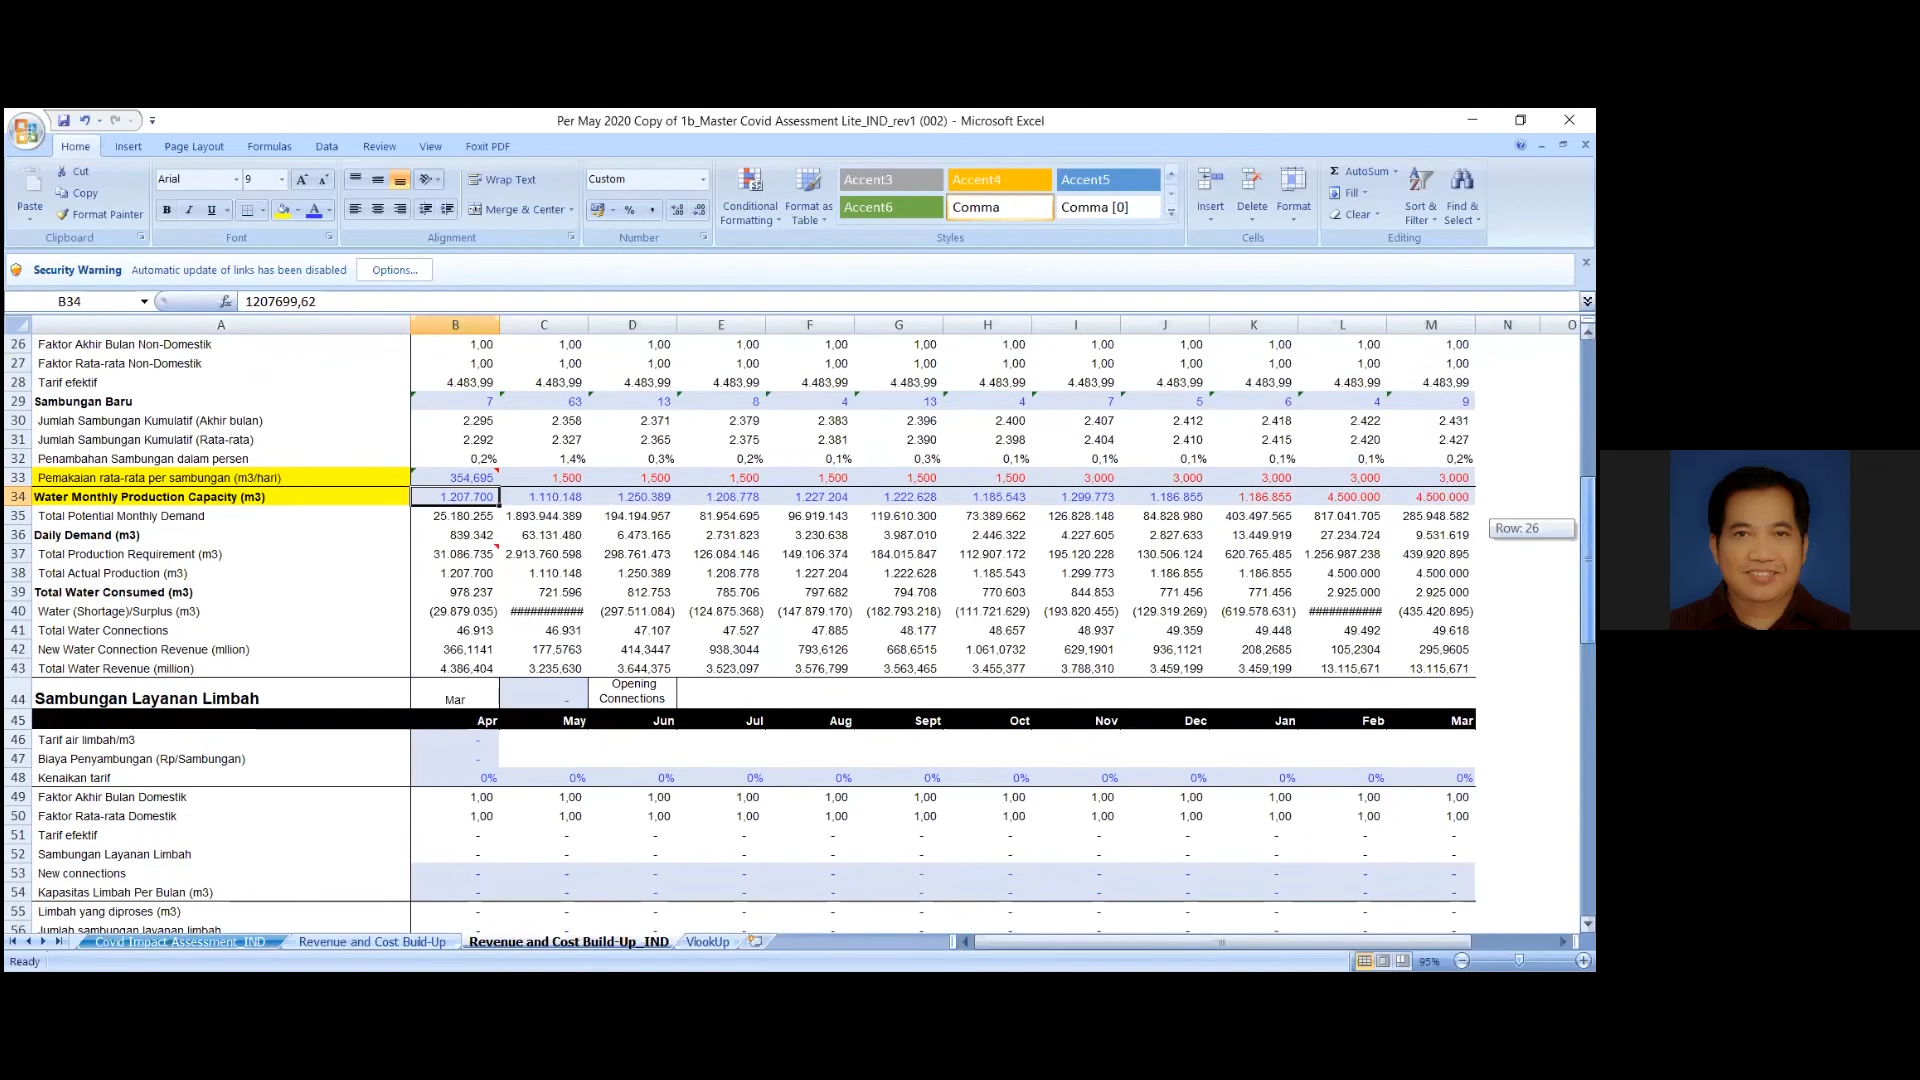 Per May 2020 Copy of 1b_Master Covid Assessment Lite_IND_rev1 (002) - Microsoft Excel
Home Insert Page Layout Formulas Data Review View Foxit PDF
Cut
Copy
Format Painter
Paste
Clipboard
Arial 9
B I U
Font
Wrap Text
Merge & Center
Alignment
Custom
%
Number
Conditional Formatting
Format as Table
Accent3 Accent4 Accent5
Accent6 Comma Comma [0]
Styles
Insert Delete Format
Cells
Σ AutoSum
Fill
Clear
Sort & Filter
Find & Select
Editing
Security Warning Automatic update of links has been disabled Options...
B34 fx 1207699,62
A B C D E F G H I J K L M N O
26 Faktor Akhir Bulan Non-Domestik 1,00 1,00 1,00 1,00 1,00 1,00 1,00 1,00 1,00 1,00 1,00 1,00
27 Faktor Rata-rata Non-Domestik 1,00 1,00 1,00 1,00 1,00 1,00 1,00 1,00 1,00 1,00 1,00 1,00
28 Tarif efektif 4.483,99 4.483,99 4.483,99 4.483,99 4.483,99 4.483,99 4.483,99 4.483,99 4.483,99 4.483,99 4.483,99 4.483,99
29 Sambungan Baru 7 63 13 8 4 13 4 7 5 6 4 9
30 Jumlah Sambungan Kumulatif (Akhir bulan) 2.295 2.358 2.371 2.379 2.383 2.396 2.400 2.407 2.412 2.418 2.422 2.431
31 Jumlah Sambungan Kumulatif (Rata-rata) 2.292 2.327 2.365 2.375 2.381 2.390 2.398 2.404 2.410 2.415 2.420 2.427
32 Penambahan Sambungan dalam persen 0,2% 1,4% 0,3% 0,2% 0,1% 0,3% 0,1% 0,1% 0,1% 0,1% 0,1% 0,2%
33 Pemakaian rata-rata per sambungan (m3/hari) 354,695 1,500 1,500 1,500 1,500 1,500 1,500 3,000 3,000 3,000 3,000 3,000
34 Water Monthly Production Capacity (m3) 1.207.700 1.110.148 1.250.389 1.208.778 1.227.204 1.222.628 1.185.543 1.299.773 1.186.855 1.186.855 4.500.000 4.500.000
35 Total Potential Monthly Demand 25.180.255 1.893.944.389 194.194.957 81.954.695 96.919.143 119.610.300 73.389.662 126.828.148 84.828.980 403.497.565 817.041.705 285.948.582
36 Daily Demand (m3) 839.342 63.131.480 6.473.165 2.731.823 3.230.638 3.987.010 2.446.322 4.227.605 2.827.633 13.449.919 27.234.724 9.531.619
37 Total Production Requirement (m3) 31.086.735 2.913.760.598 298.761.473 126.084.146 149.106.374 184.015.847 112.907.172 195.120.228 130.506.124 620.765.485 1.256.987.238 439.920.895
38 Total Actual Production (m3) 1.207.700 1.110.148 1.250.389 1.208.778 1.227.204 1.222.628 1.185.543 1.299.773 1.186.855 1.186.855 4.500.000 4.500.000
39 Total Water Consumed (m3) 978.237 721.596 812.753 785.706 797.682 794.708 770.603 844.853 771.456 771.456 2.925.000 2.925.000
40 Water (Shortage)/Surplus (m3) (29.879.035) ########### (297.511.084) (124.875.368) (147.879.170) (182.793.218) (111.721.629) (193.820.455) (129.319.269) (619.578.631) ########### (435.420.895)
41 Total Water Connections 46.913 46.931 47.107 47.527 47.885 48.177 48.657 48.937 49.359 49.448 49.492 49.618
42 New Water Connection Revenue (mllion) 366,1141 177,5763 414,3447 938,3044 793,6126 668,6515 1.061,0732 629,1901 936,1121 208,2685 105,2304 295,9605
43 Total Water Revenue (million) 4.386,404 3.235,630 3.644,375 3.523,097 3.576,799 3.563,465 3.455,377 3.788,310 3.459,199 3.459,199 13.115,671 13.115,671
44 Sambungan Layanan Limbah Mar - Opening Connections
45 Apr May Jun Jul Aug Sept Oct Nov Dec Jan Feb Mar
46 Tarif air limbah/m3 -
47 Biaya Penyambungan (Rp/Sambungan) -
48 Kenaikan tarif 0% 0% 0% 0% 0% 0% 0% 0% 0% 0% 0% 0%
49 Faktor Akhir Bulan Domestik 1,00 1,00 1,00 1,00 1,00 1,00 1,00 1,00 1,00 1,00 1,00 1,00
50 Faktor Rata-rata Domestik 1,00 1,00 1,00 1,00 1,00 1,00 1,00 1,00 1,00 1,00 1,00 1,00
51 Tarif efektif - - - - - - - - - - - -
52 Sambungan Layanan Limbah - - - - - - - - - - - -
53 New connections - - - - - - - - - - - -
54 Kapasitas Limbah Per Bulan (m3) - - - - - - - - - - - -
55 Limbah yang diproses (m3) - - - - - - - - - - - -
56 Jumlah sambungan layanan limbah
Row: 26
Covid Impact Assessment_IND Revenue and Cost Build-Up Revenue and Cost Build-Up_IND VlookUp
Ready 95%